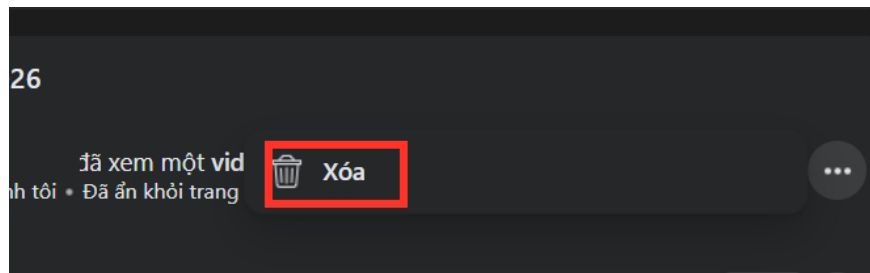 26
đã xem một vid
Xóa
nh tôi • Đã ẩn khỏi trang